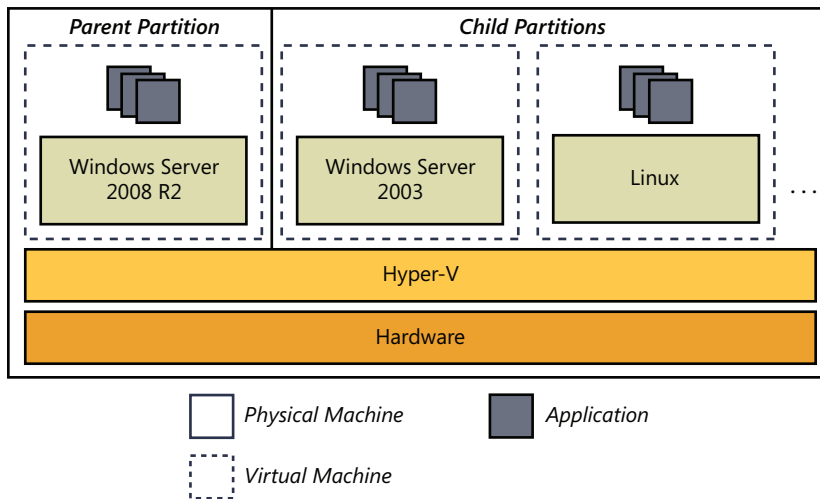 Parent Partition
Child Partitions
Windows Server
2008 R2
Windows Server
2003
Linux
...
Hyper-V
Hardware
Physical Machine
Application
Virtual Machine